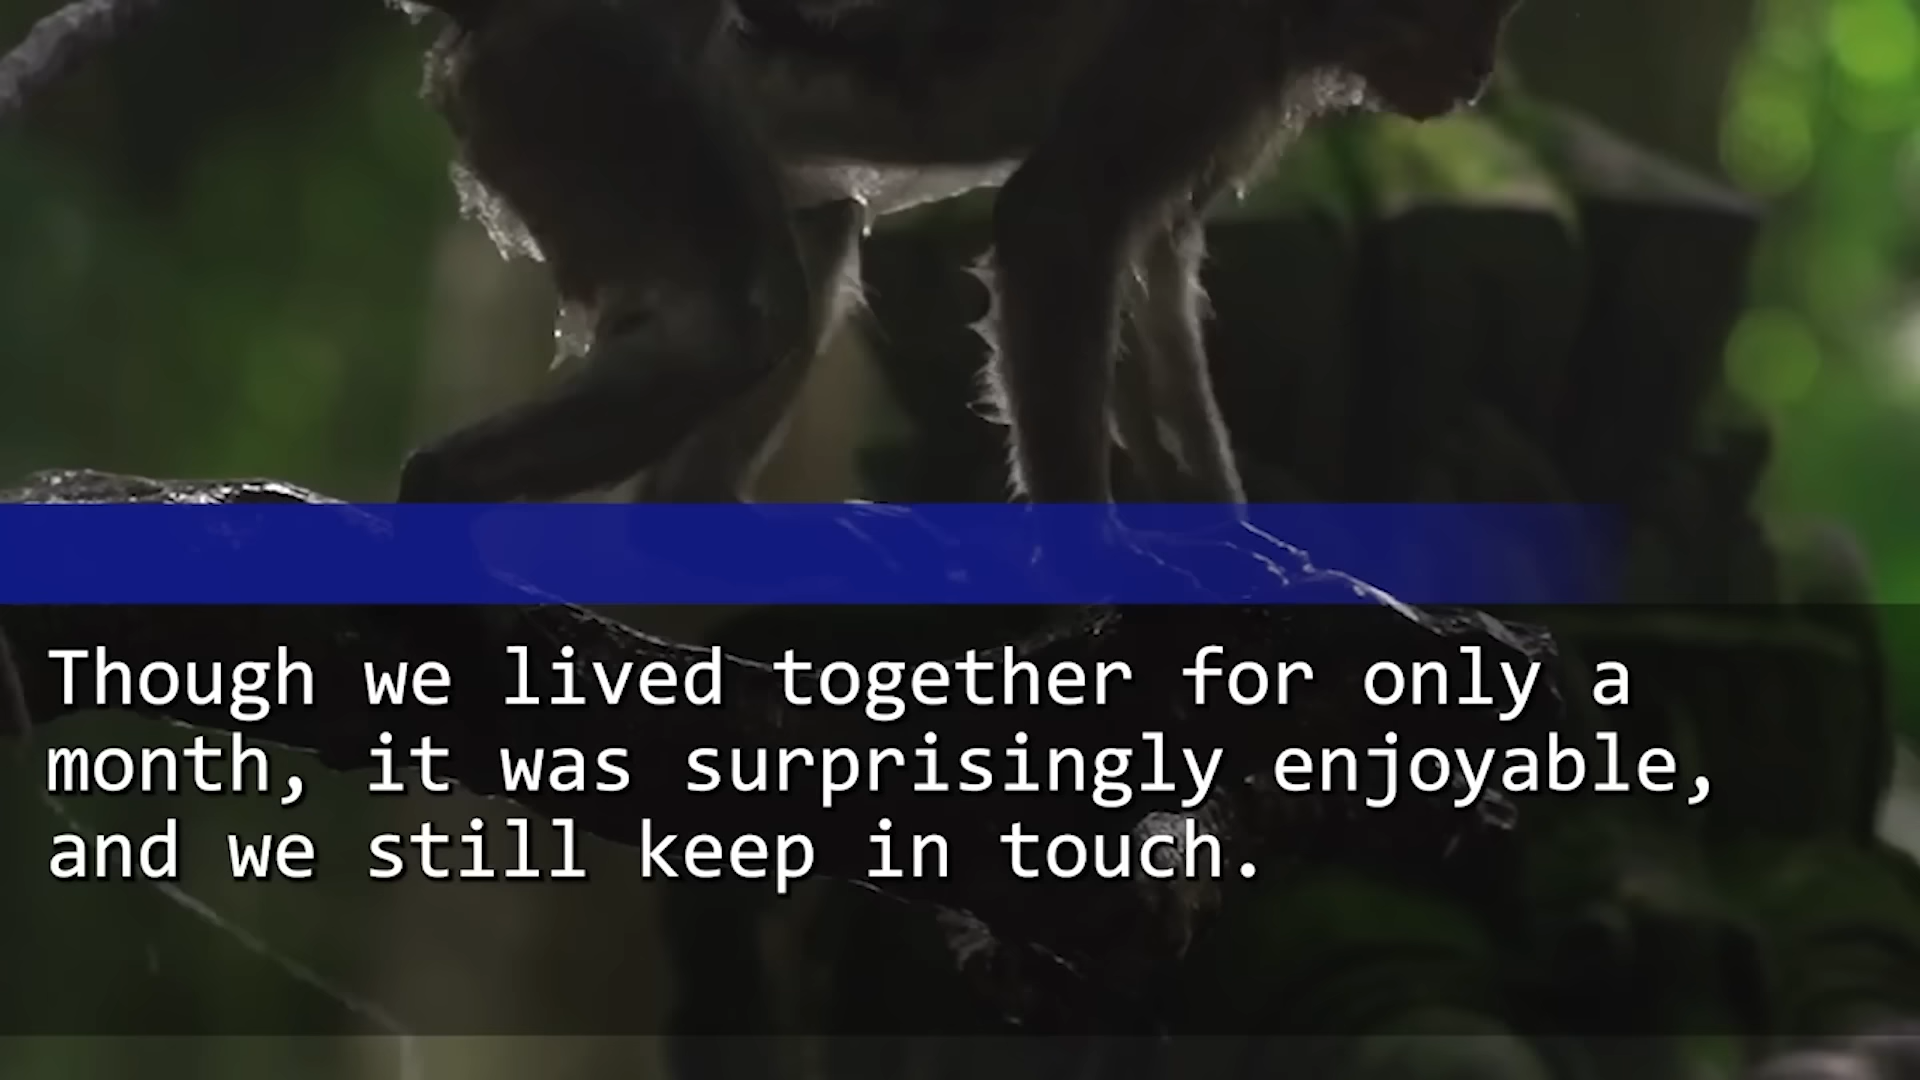 Though we lived together for only a
month, it was surprisingly enjoyable,
and we still keep in touch.